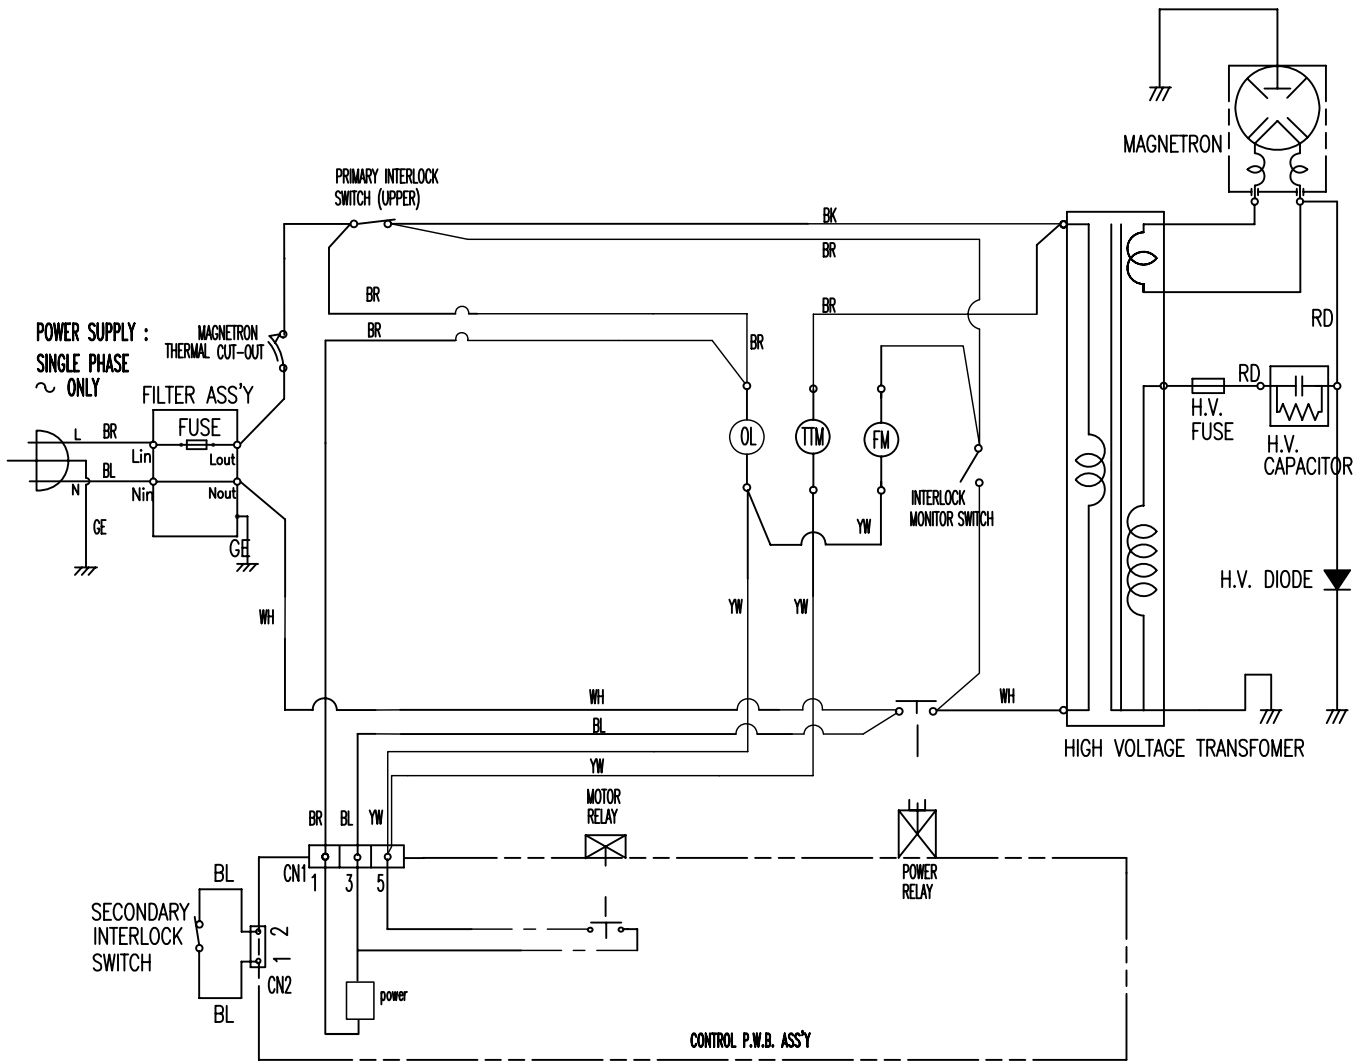 MAGNETRON
PRIMARY INTERLOCK
SWITCH (UPPER)
BK
BR
BR
BR
BR
BR
RD
POWER SUPPLY :
SINGLE PHASE
~ ONLY
MAGNETRON
THERMAL CUT-OUT
FILTER ASS'Y
FUSE
L
BR
Lin
Lout
BL
N
Nin
Nout
GE
GE
OL
TTM
FM
INTERLOCK
MONITOR SWITCH
YW
RD
H.V.
FUSE
H.V.
CAPACITOR
H.V. DIODE
WH
YW
YW
WH
WH
BL
YW
HIGH VOLTAGE TRANSFOMER
MOTOR
RELAY
BR
BL
YW
CN1
1
3
5
POWER
RELAY
BL
SECONDARY
INTERLOCK
SWITCH
2
1
CN2
BL
power
CONTROL P.W.B. ASS'Y